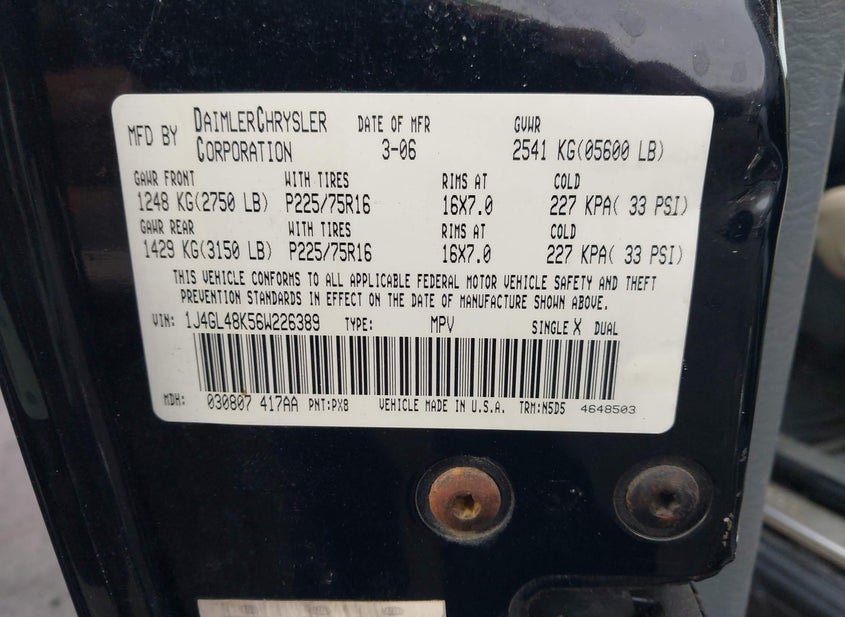 MFD BY DAIMLERCHRYSLER CORPORATION DATE OF MFR 3-06 GVWR 2541 KG(05600 LB)
GAWR FRONT WITH TIRES RIMS AT COLD
1248 KG(2750 LB) P225/75R16 16X7.0 227 KPA( 33 PSI)
GAWR REAR WITH TIRES RIMS AT COLD
1429 KG(3150 LB) P225/75R16 16X7.0 227 KPA( 33 PSI)
THIS VEHICLE CONFORMS TO ALL APPLICABLE FEDERAL MOTOR VEHICLE SAFETY AND THEFT
PREVENTION STANDARDS IN EFFECT ON THE DATE OF MANUFACTURE SHOWN ABOVE.
VIN: 1J4GL48K56W226389 TYPE: MPV SINGLE X DUAL
MDH: 030807 417AA PNT:PX8 VEHICLE MADE IN U.S.A. TRM:N5D5 4648503